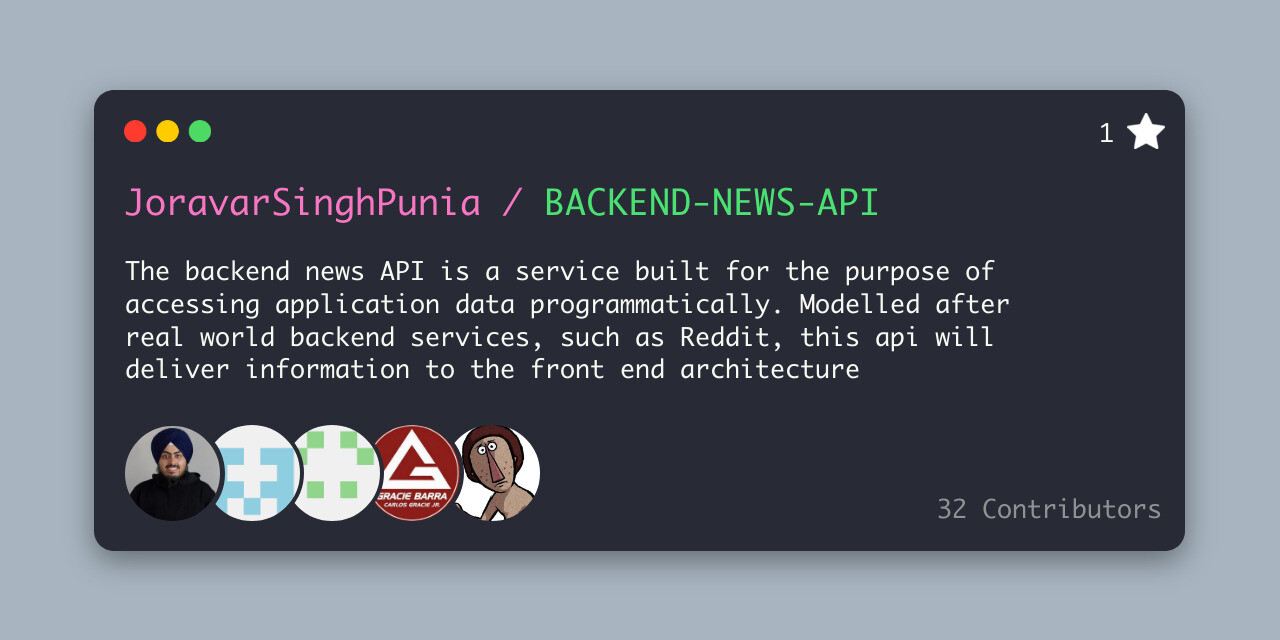 1
JoravarSinghPunia / BACKEND-NEWS-API
The backend news API is a service built for the purpose of
accessing application data programmatically. Modelled after
real world backend services, such as Reddit, this api will
deliver information to the front end architecture
GRACIE BARRA
CARLOS GRACIE JR.
32 Contributors